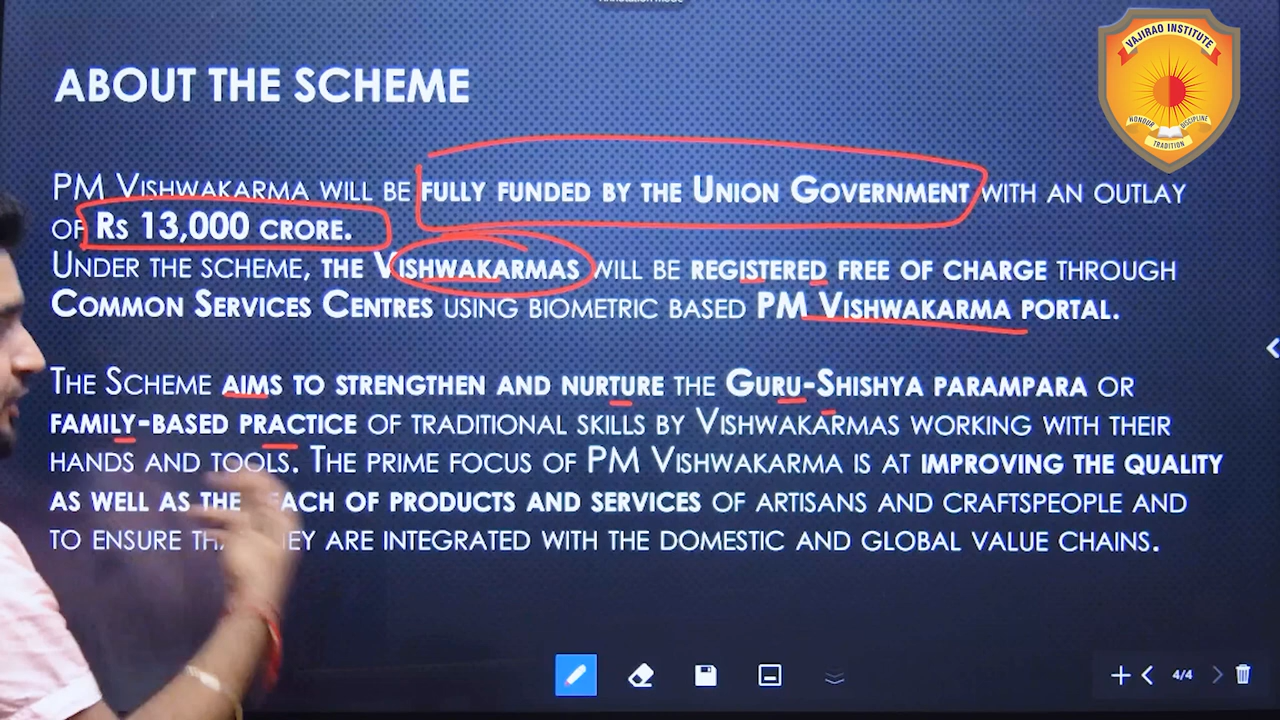 VAJIRAO INSTITUTE
HONOUR
DISCIPLINE
TRADITION
ABOUT THE SCHEME
PM VISHWAKARMA WILL BE FULLY FUNDED BY THE UNION GOVERNMENT WITH AN OUTLAY
OF RS 13,000 CRORE.
UNDER THE SCHEME, THE VISHWAKARMAS WILL BE REGISTERED FREE OF CHARGE THROUGH
COMMON SERVICES CENTRES USING BIOMETRIC BASED PM VISHWAKARMA PORTAL.
THE SCHEME AIMS TO STRENGTHEN AND NURTURE THE GURU-SHISHYA PARAMPARA OR
FAMILY-BASED PRACTICE OF TRADITIONAL SKILLS BY VISHWAKARMAS WORKING WITH THEIR
HANDS AND TOOLS. THE PRIME FOCUS OF PM VISHWAKARMA IS AT IMPROVING THE QUALITY
AS WELL AS THE REACH OF PRODUCTS AND SERVICES OF ARTISANS AND CRAFTSPEOPLE AND
TO ENSURE THAT THEY ARE INTEGRATED WITH THE DOMESTIC AND GLOBAL VALUE CHAINS.
4/4